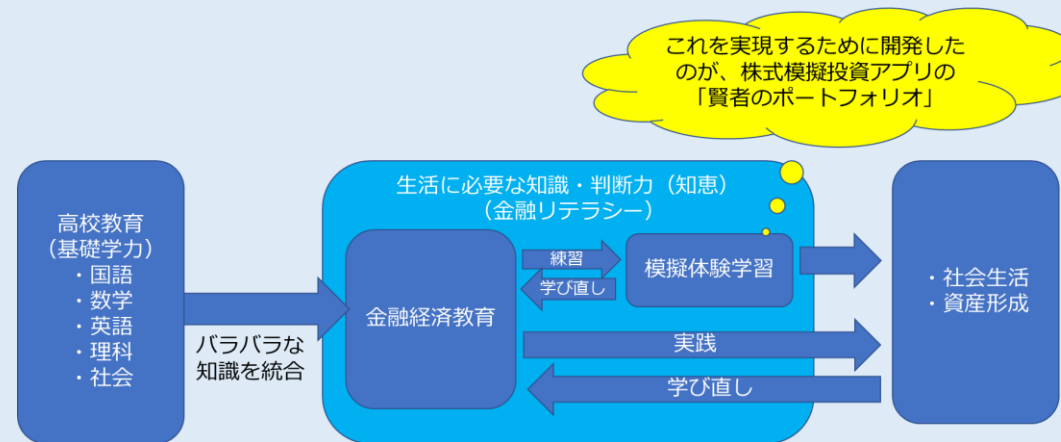 これを実現するために開発した
のが、株式模擬投資アプリの
「賢者のポートフォリオ」
高校教育
(基礎学力)
・国語
・数学
・英語
・理科
・社会
バラバラな
知識を統合
生活に必要な知識・判断力（知恵）
（金融リテラシー）
金融経済教育
練習
学び直し
模擬体験学習
実践
学び直し
・社会生活
・資産形成